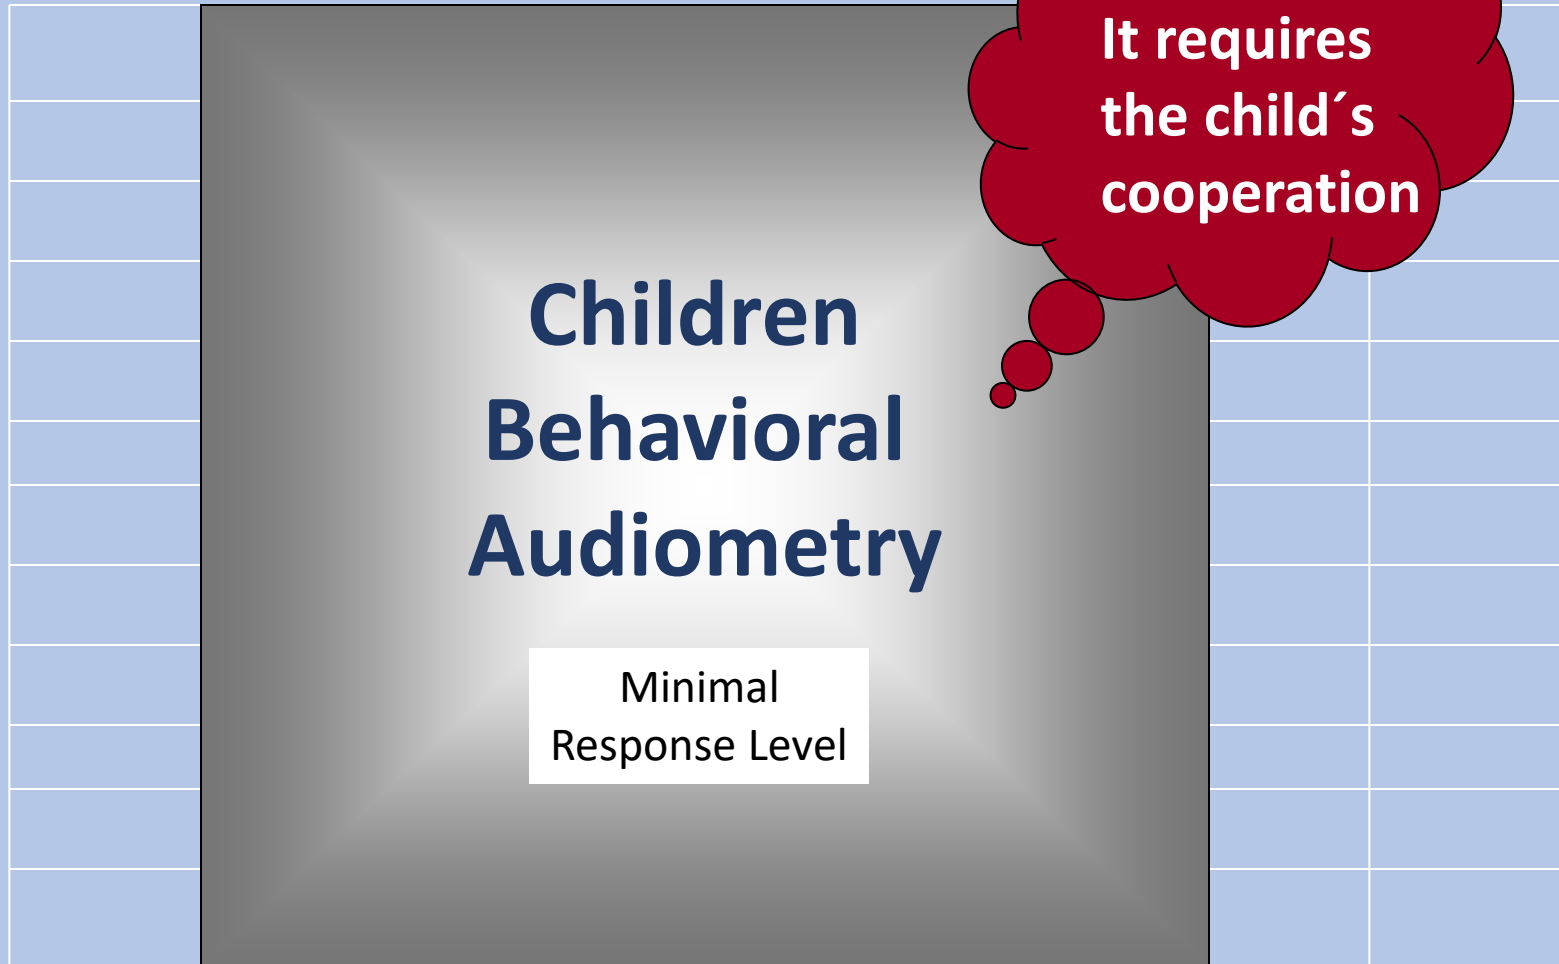 It requires
the child´s
cooperation
Children
Behavioral
Audiometry
Minimal
Response Level